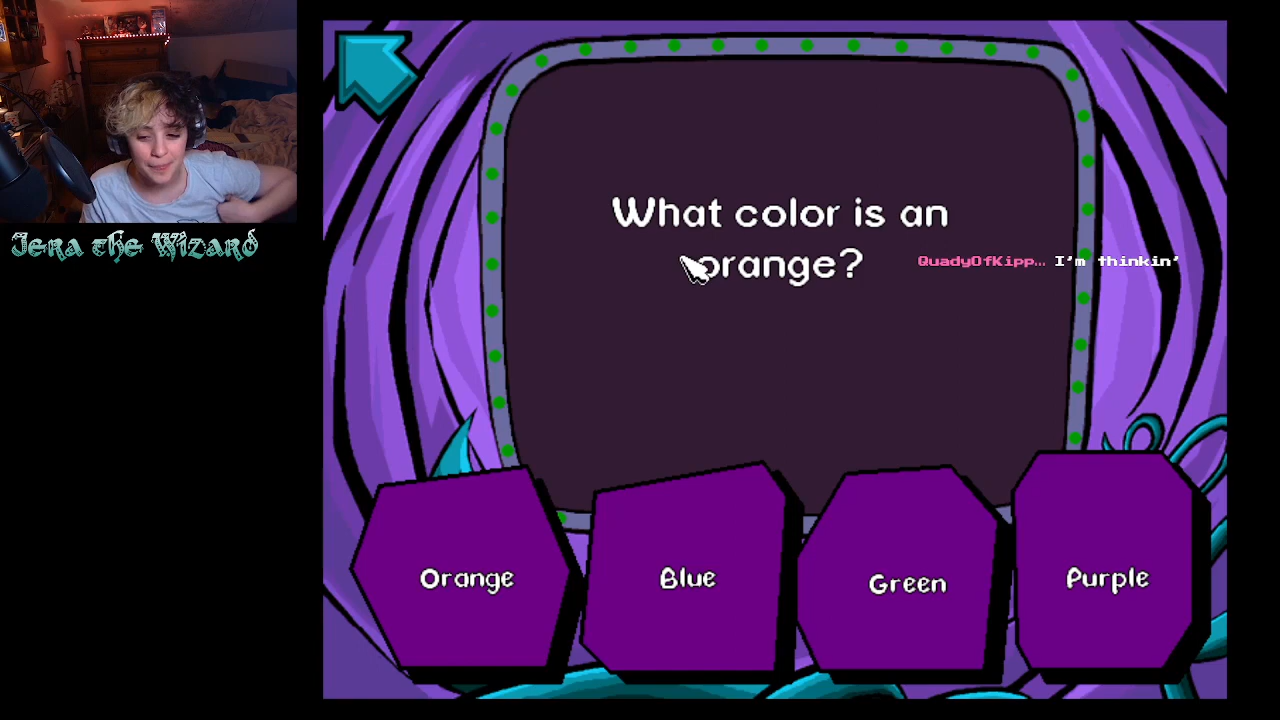 Jera the Wizard
What color is an
orange?
QuadyOfKipp... I'm thinkin'
Orange
Blue
Green
Purple